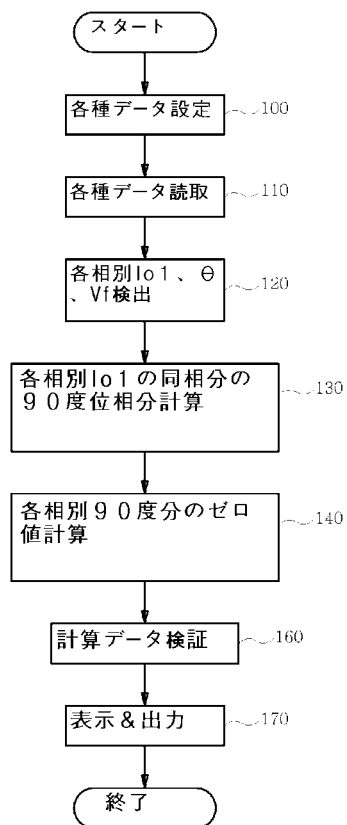 スタート
各種データ設定
100
各種データ読取
110
各相別Io1、θ
、Vf検出
120
各相別Io1の同相分の
90度位相分計算
130
各相別90度分のゼロ
値計算
140
計算データ検証
160
表示&出力
170
終了